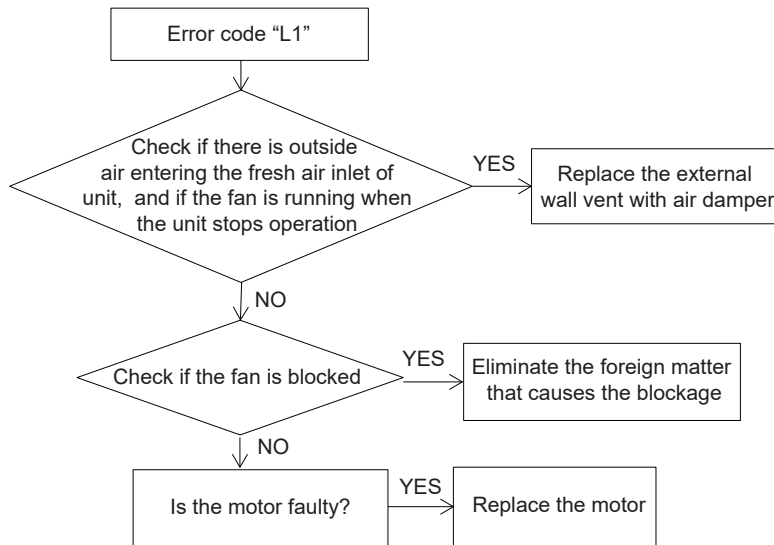 Error code “L1”
Check if there is outside
air entering the fresh air inlet of
unit,  and if the fan is running when
the unit stops operation
YES
Replace the external
wall vent with air damper
NO
Check if the fan is blocked
YES
Eliminate the foreign matter
that causes the blockage
NO
Is the motor faulty?
YES
Replace the motor